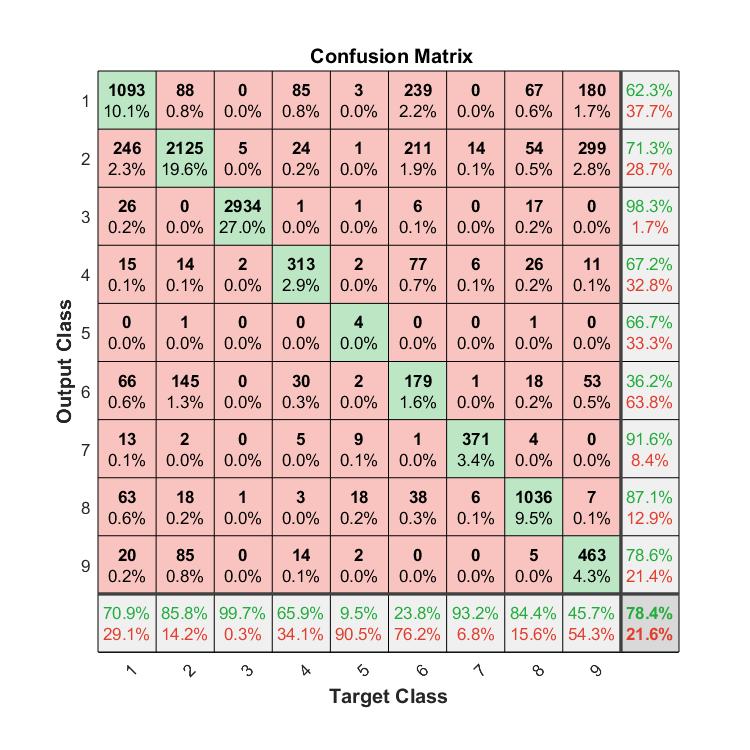 Confusion Matrix
1 1093 88 0 85 3 239 0 67 180 62.3%
10.1% 0.8% 0.0% 0.8% 0.0% 2.2% 0.0% 0.6% 1.7% 37.7%
2 246 2125 5 24 1 211 14 54 299 71.3%
2.3% 19.6% 0.0% 0.2% 0.0% 1.9% 0.1% 0.5% 2.8% 28.7%
3 26 0 2934 1 1 6 0 17 0 98.3%
0.2% 0.0% 27.0% 0.0% 0.0% 0.1% 0.0% 0.2% 0.0% 1.7%
4 15 14 2 313 2 77 6 26 11 67.2%
0.1% 0.1% 0.0% 2.9% 0.0% 0.7% 0.1% 0.2% 0.1% 32.8%
5 0 1 0 0 4 0 0 1 0 66.7%
0.0% 0.0% 0.0% 0.0% 0.0% 0.0% 0.0% 0.0% 0.0% 33.3%
6 66 145 0 30 2 179 1 18 53 36.2%
0.6% 1.3% 0.0% 0.3% 0.0% 1.6% 0.0% 0.2% 0.5% 63.8%
7 13 2 0 5 9 1 371 4 0 91.6%
0.1% 0.0% 0.0% 0.0% 0.1% 0.0% 3.4% 0.0% 0.0% 8.4%
8 63 18 1 3 18 38 6 1036 7 87.1%
0.6% 0.2% 0.0% 0.0% 0.2% 0.3% 0.1% 9.5% 0.1% 12.9%
9 20 85 0 14 2 0 0 5 463 78.6%
0.2% 0.8% 0.0% 0.1% 0.0% 0.0% 0.0% 0.0% 4.3% 21.4%
70.9% 85.8% 99.7% 65.9% 9.5% 23.8% 93.2% 84.4% 45.7% 78.4%
29.1% 14.2% 0.3% 34.1% 90.5% 76.2% 6.8% 15.6% 54.3% 21.6%
1 2 3 4 5 6 7 8 9
Target Class
Output Class